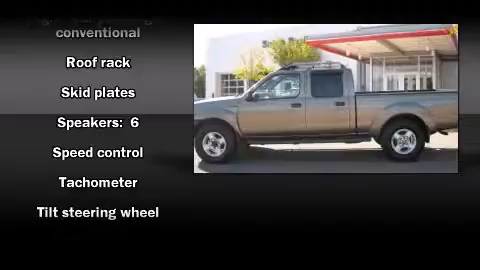 conventional
Roof rack
Skid plates
Speakers:  6
Speed control
Tachometer
Tilt steering wheel